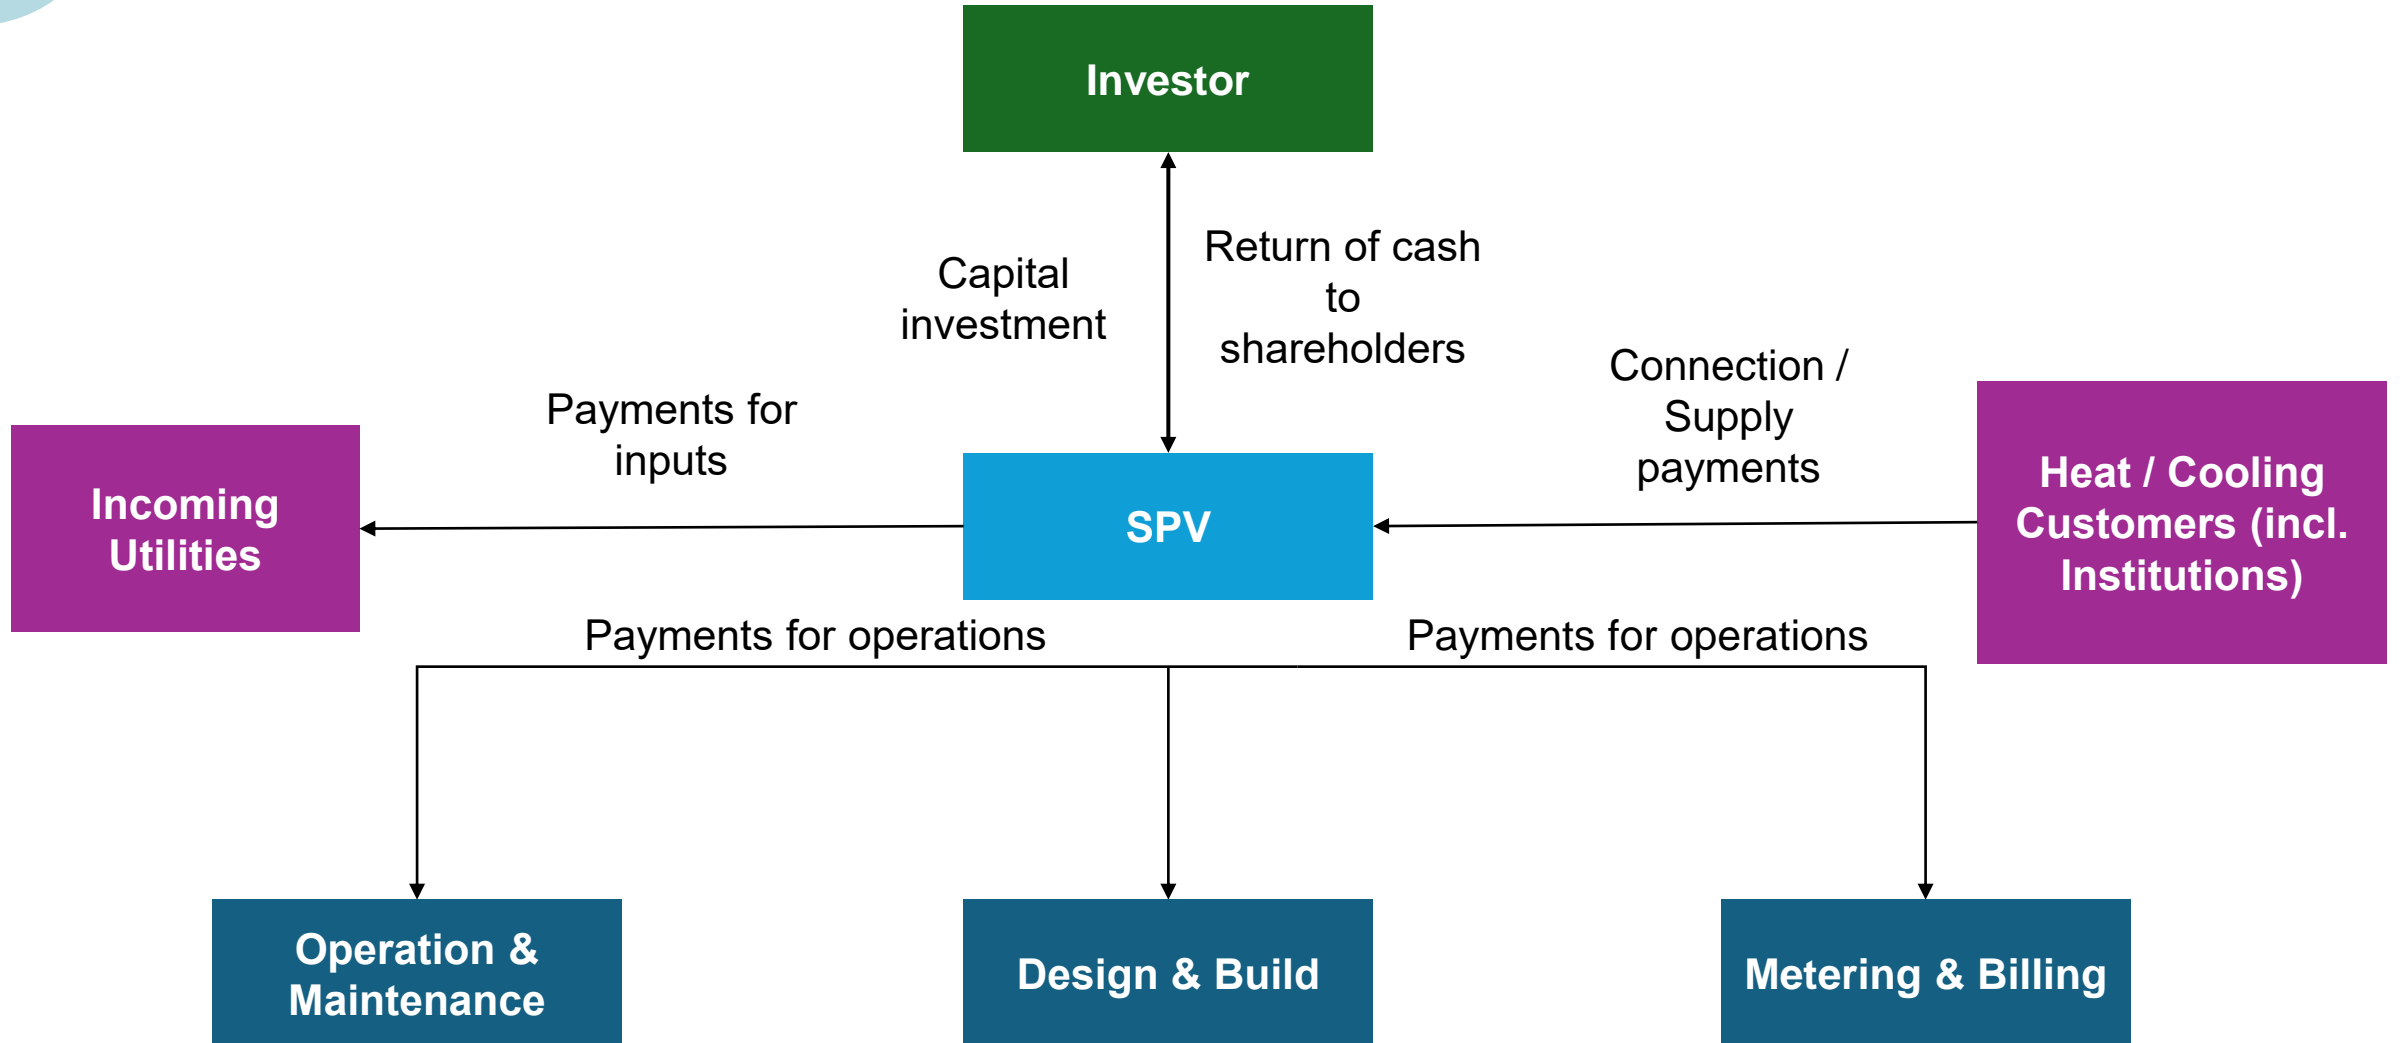 Investor
Capital
investment
Return of cash
to
shareholders
Payments for
inputs
Connection /
Supply
payments
Incoming
Utilities
SPV
Heat / Cooling
Customers (incl.
Institutions)
Payments for operations
Payments for operations
Operation &
Maintenance
Design & Build
Metering & Billing